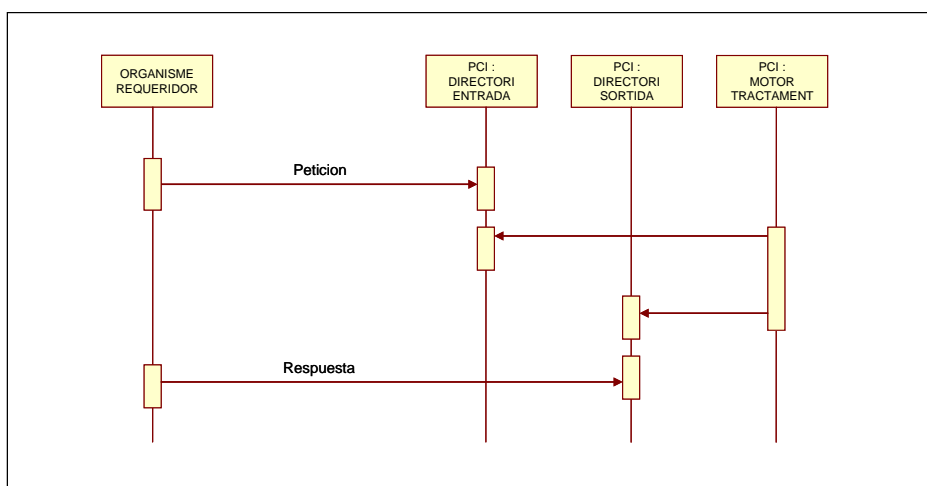 ORGANISME
REQUERIDOR
PCI :
DIRECTORI
ENTRADA
PCI :
DIRECTORI
SORTIDA
PCI :
MOTOR
TRACTAMENT
Peticion
Respuesta